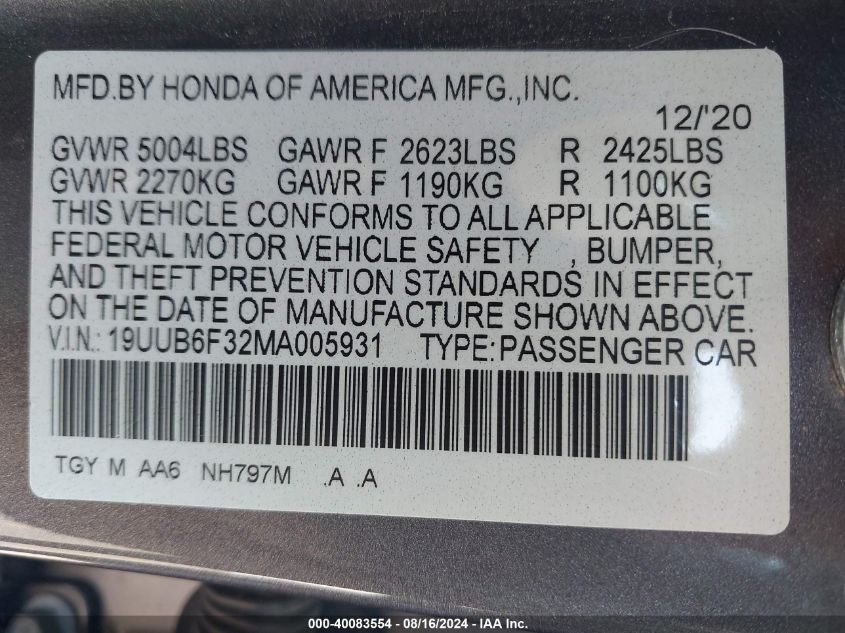 MFD.BY HONDA OF AMERICA MFG.,INC.
12/'20
GVWR 5004LBS GAWR F 2623LBS R 2425LBS
GVWR 2270KG GAWR F 1190KG R 1100KG
THIS VEHICLE CONFORMS TO ALL APPLICABLE
FEDERAL MOTOR VEHICLE SAFETY , BUMPER,
AND THEFT PREVENTION STANDARDS IN EFFECT
ON THE DATE OF MANUFACTURE SHOWN ABOVE.
V.I.N.: 19UUB6F32MA005931 TYPE:PASSENGER CAR
TGY M AA6 NH797M .A .A
000-40083554 - 08/16/2024 - IAA Inc.